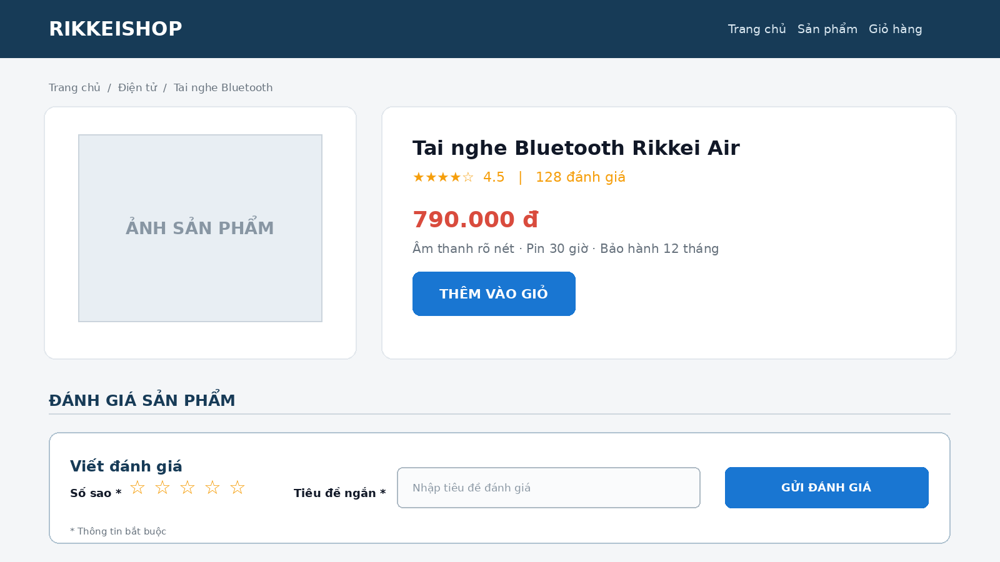 RIKKEISHOP
Trang chủ Sản phẩm Giỏ hàng
Trang chủ / Điện tử / Tai nghe Bluetooth
ẢNH SẢN PHẨM
Tai nghe Bluetooth Rikkei Air
★★★★☆ 4.5 | 128 đánh giá
790.000 đ
Âm thanh rõ nét · Pin 30 giờ · Bảo hành 12 tháng
THÊM VÀO GIỎ
ĐÁNH GIÁ SẢN PHẨM
Viết đánh giá
Số sao * ☆ ☆ ☆ ☆ ☆
Tiêu đề ngắn *
Nhập tiêu đề đánh giá
GỬI ĐÁNH GIÁ
* Thông tin bắt buộc